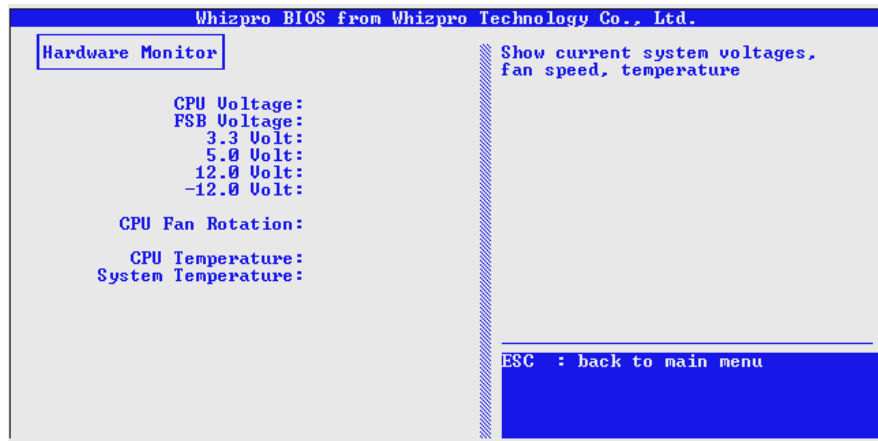 Whizpro BIOS from Whizpro Technology Co., Ltd.
Hardware Monitor
CPU Voltage:
FSB Voltage:
3.3 Volt:
5.0 Volt:
12.0 Volt:
-12.0 Volt:
CPU Fan Rotation:
CPU Temperature:
System Temperature:
Show current system voltages,
fan speed, temperature
ESC : back to main menu